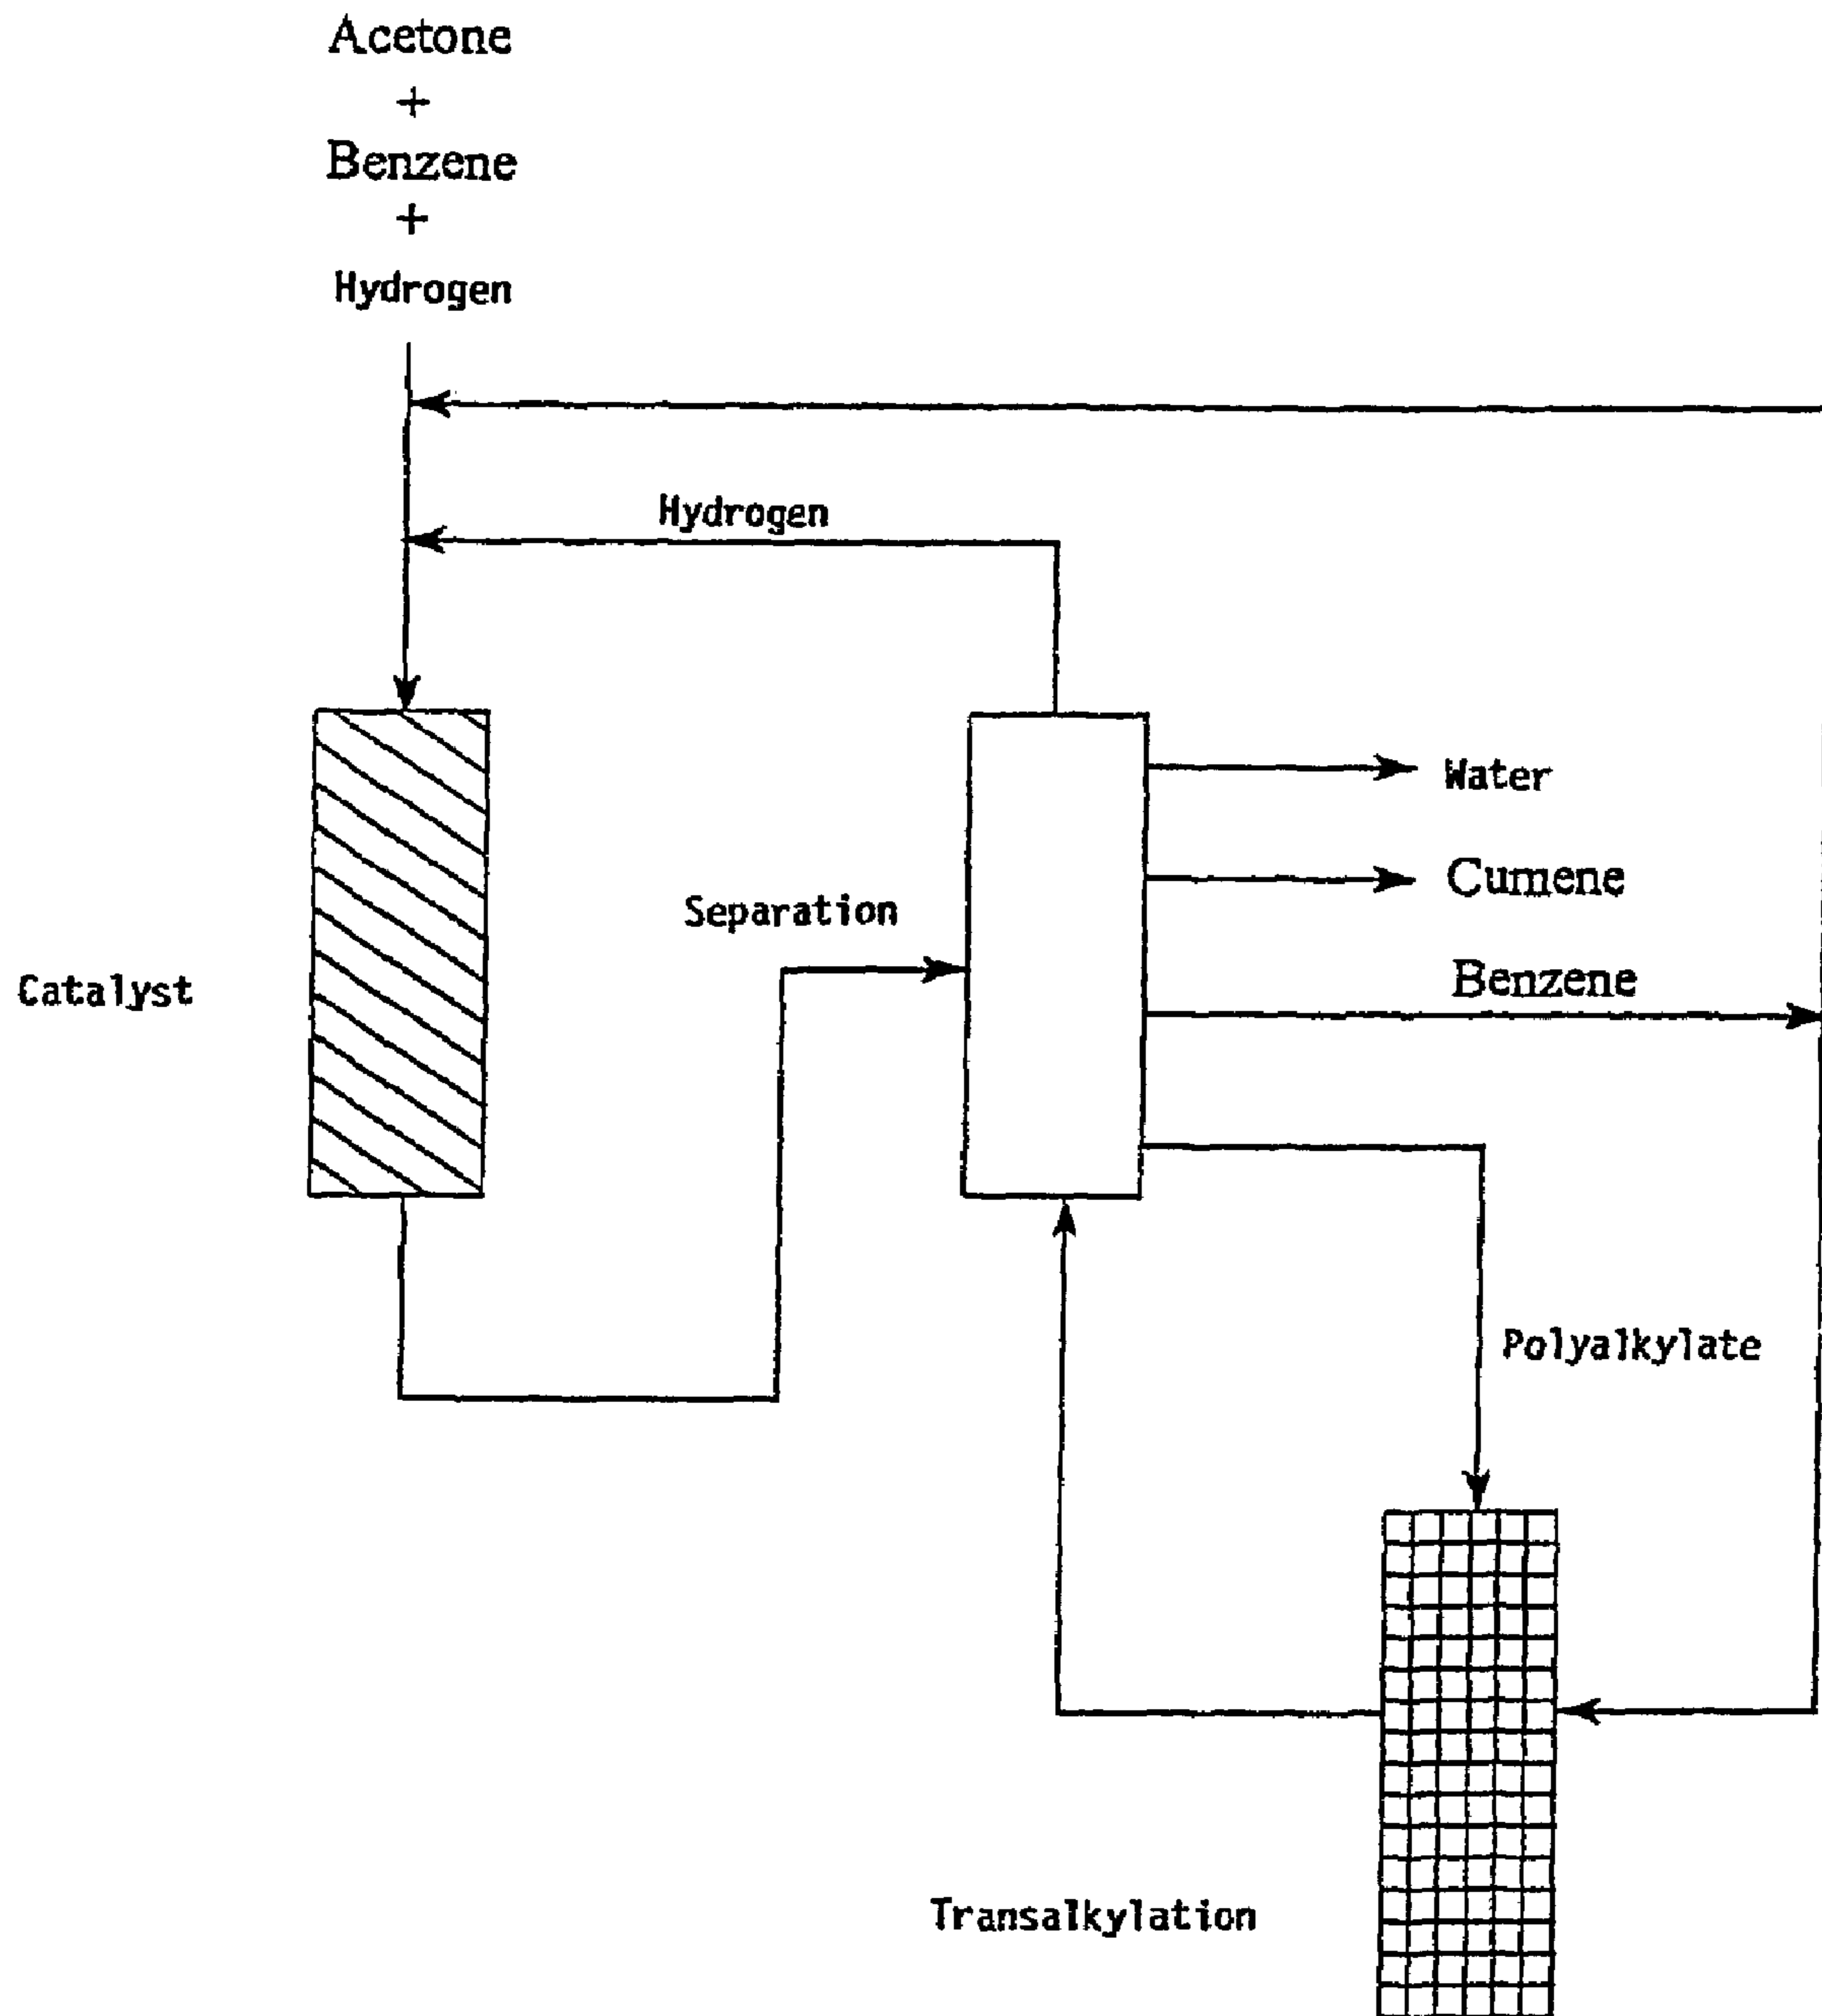 Acetone
+
Benzene
+
Hydrogen
Hydrogen
Water
Cumene
Separation
Benzene
Catalyst
Polyalkylate
Transalkylation